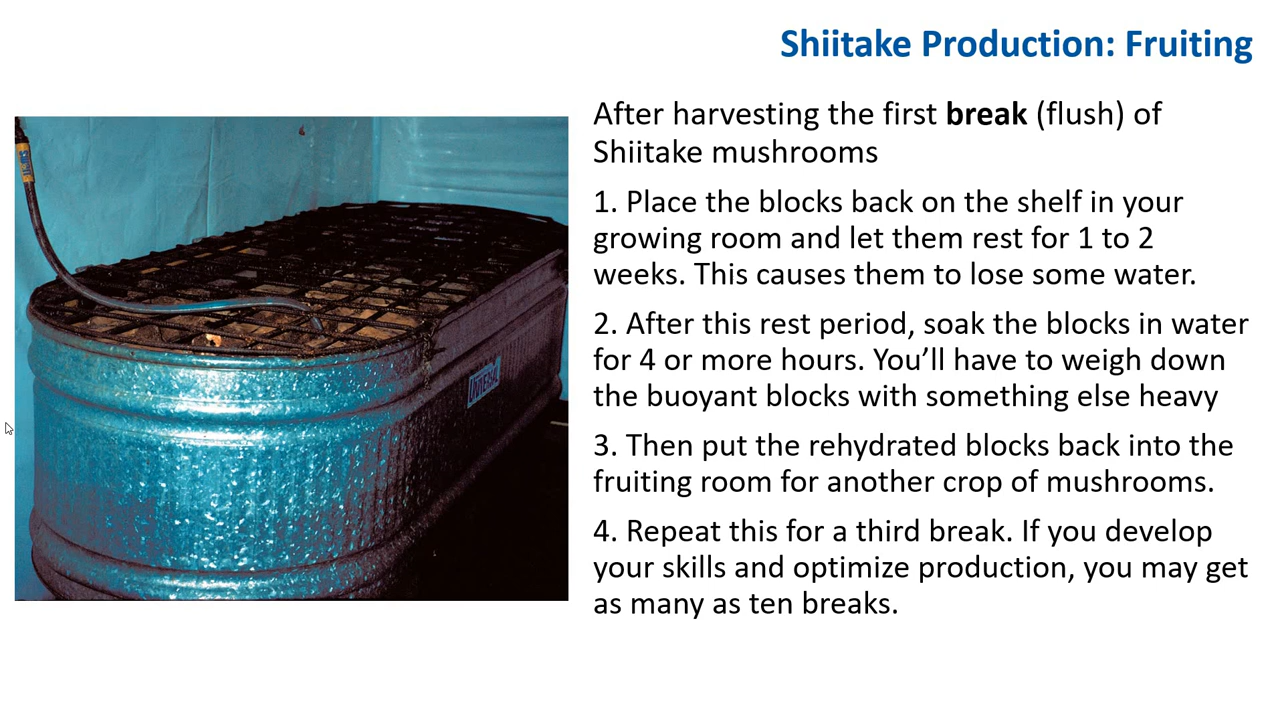 Shiitake Production: Fruiting
After harvesting the first break (flush) of
Shiitake mushrooms
1. Place the blocks back on the shelf in your
growing room and let them rest for 1 to 2
weeks. This causes them to lose some water.
2. After this rest period, soak the blocks in water
for 4 or more hours. You’ll have to weigh down
the buoyant blocks with something else heavy
3. Then put the rehydrated blocks back into the
fruiting room for another crop of mushrooms.
4. Repeat this for a third break. If you develop
your skills and optimize production, you may get
as many as ten breaks.